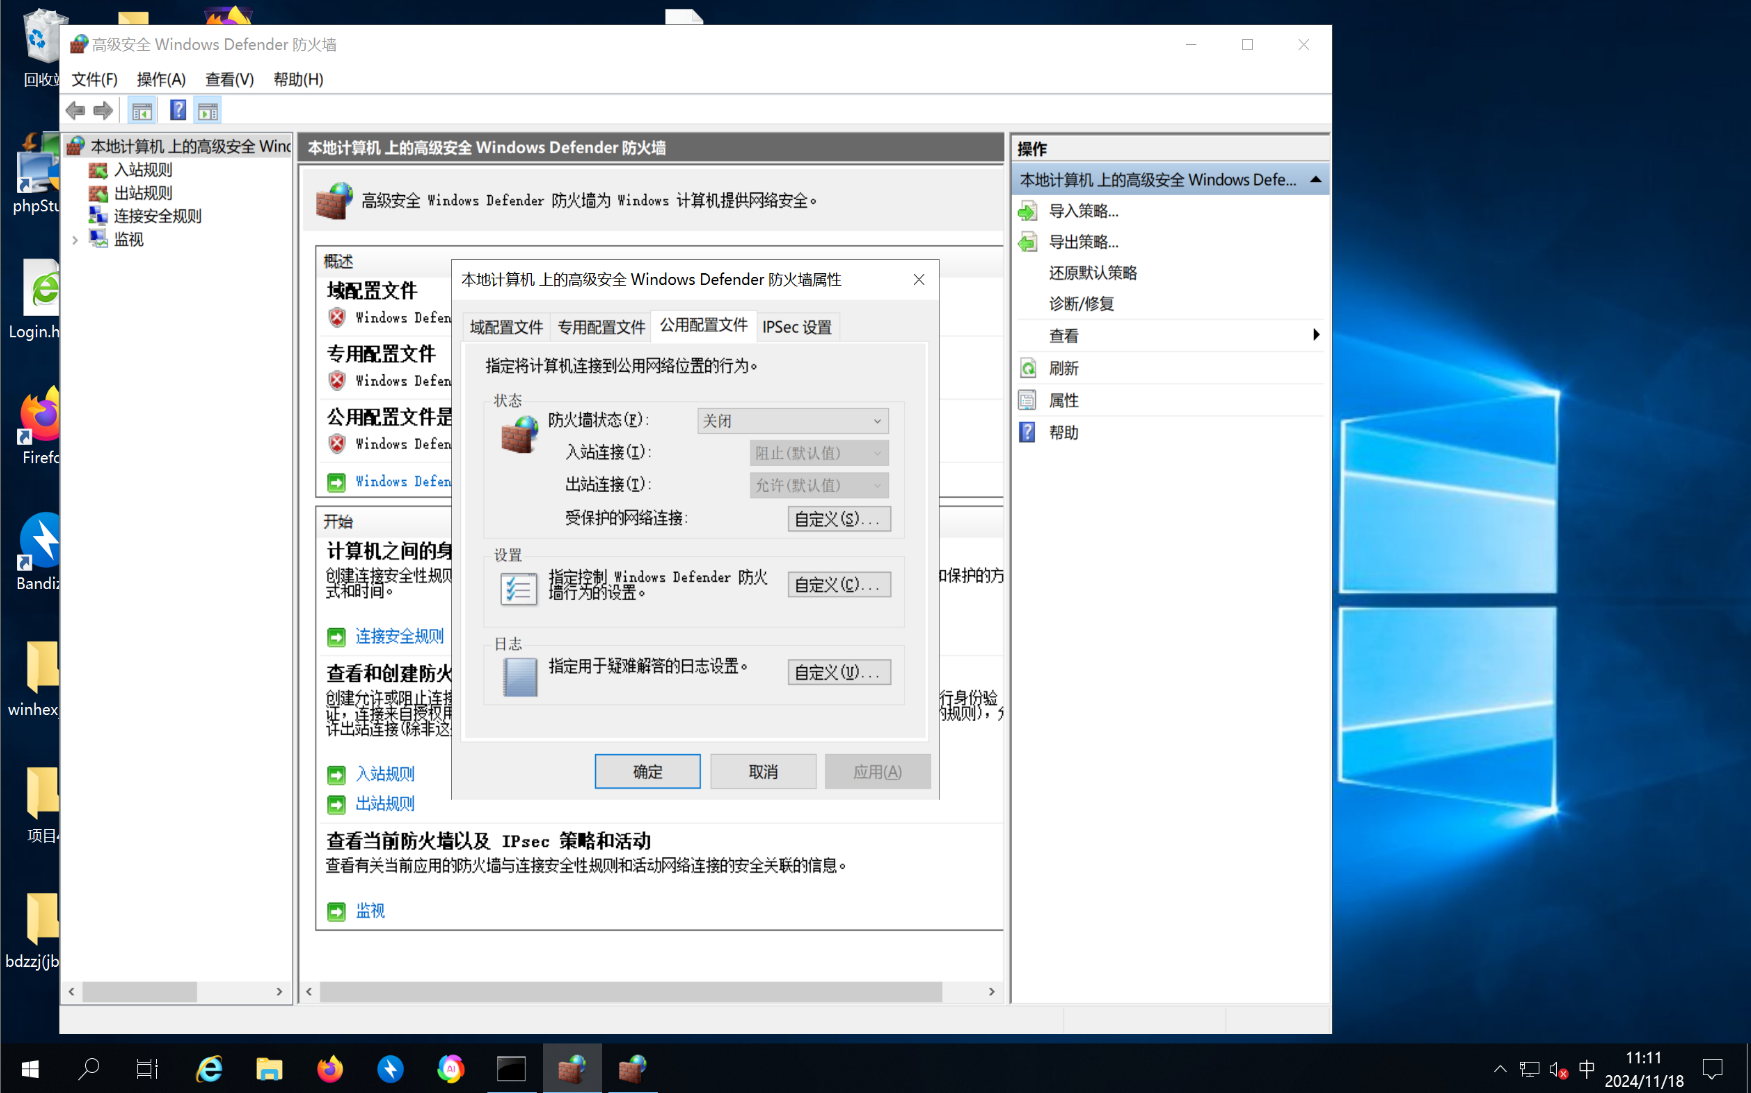 回收站
phpStu
Login.h
Firefo
Bandiz
winhex
项目
bdzzj(jb
高级安全 Windows Defender 防火墙
文件(F) 操作(A) 查看(V) 帮助(H)
本地计算机 上的高级安全 Wind
入站规则
出站规则
连接安全规则
监视
本地计算机 上的高级安全 Windows Defender 防火墙
高级安全 Windows Defender 防火墙为 Windows 计算机提供网络安全。
概述
域配置文件
Windows Defen
专用配置文件
Windows Defen
公用配置文件是
Windows Defen
Windows Defen
开始
计算机之间的身
创建连接安全性规则 和保护的方
式和时间。
连接安全规则
查看和创建防火
创建允许或阻止连接 行身份验
证，连接来自授权用 的规则)，
许出站连接(除非这
入站规则
出站规则
查看当前防火墙以及 IPsec 策略和活动
查看有关当前应用的防火墙与连接安全性规则和活动网络连接的安全关联的信息。
监视
本地计算机 上的高级安全 Windows Defender 防火墙属性
域配置文件 专用配置文件 公用配置文件 IPSec 设置
指定将计算机连接到公用网络位置的行为。
状态
防火墙状态(F): 关闭
入站连接(I): 阻止(默认值)
出站连接(T): 允许(默认值)
受保护的网络连接: 自定义(S)...
设置
指定控制 Windows Defender 防火
墙行为的设置。
自定义(C)...
日志
指定用于疑难解答的日志设置。 自定义(U)...
确定 取消 应用(A)
操作
本地计算机 上的高级安全 Windows Defe...
导入策略...
导出策略...
还原默认策略
诊断/修复
查看
刷新
属性
帮助
AI
中
11:11
2024/11/18